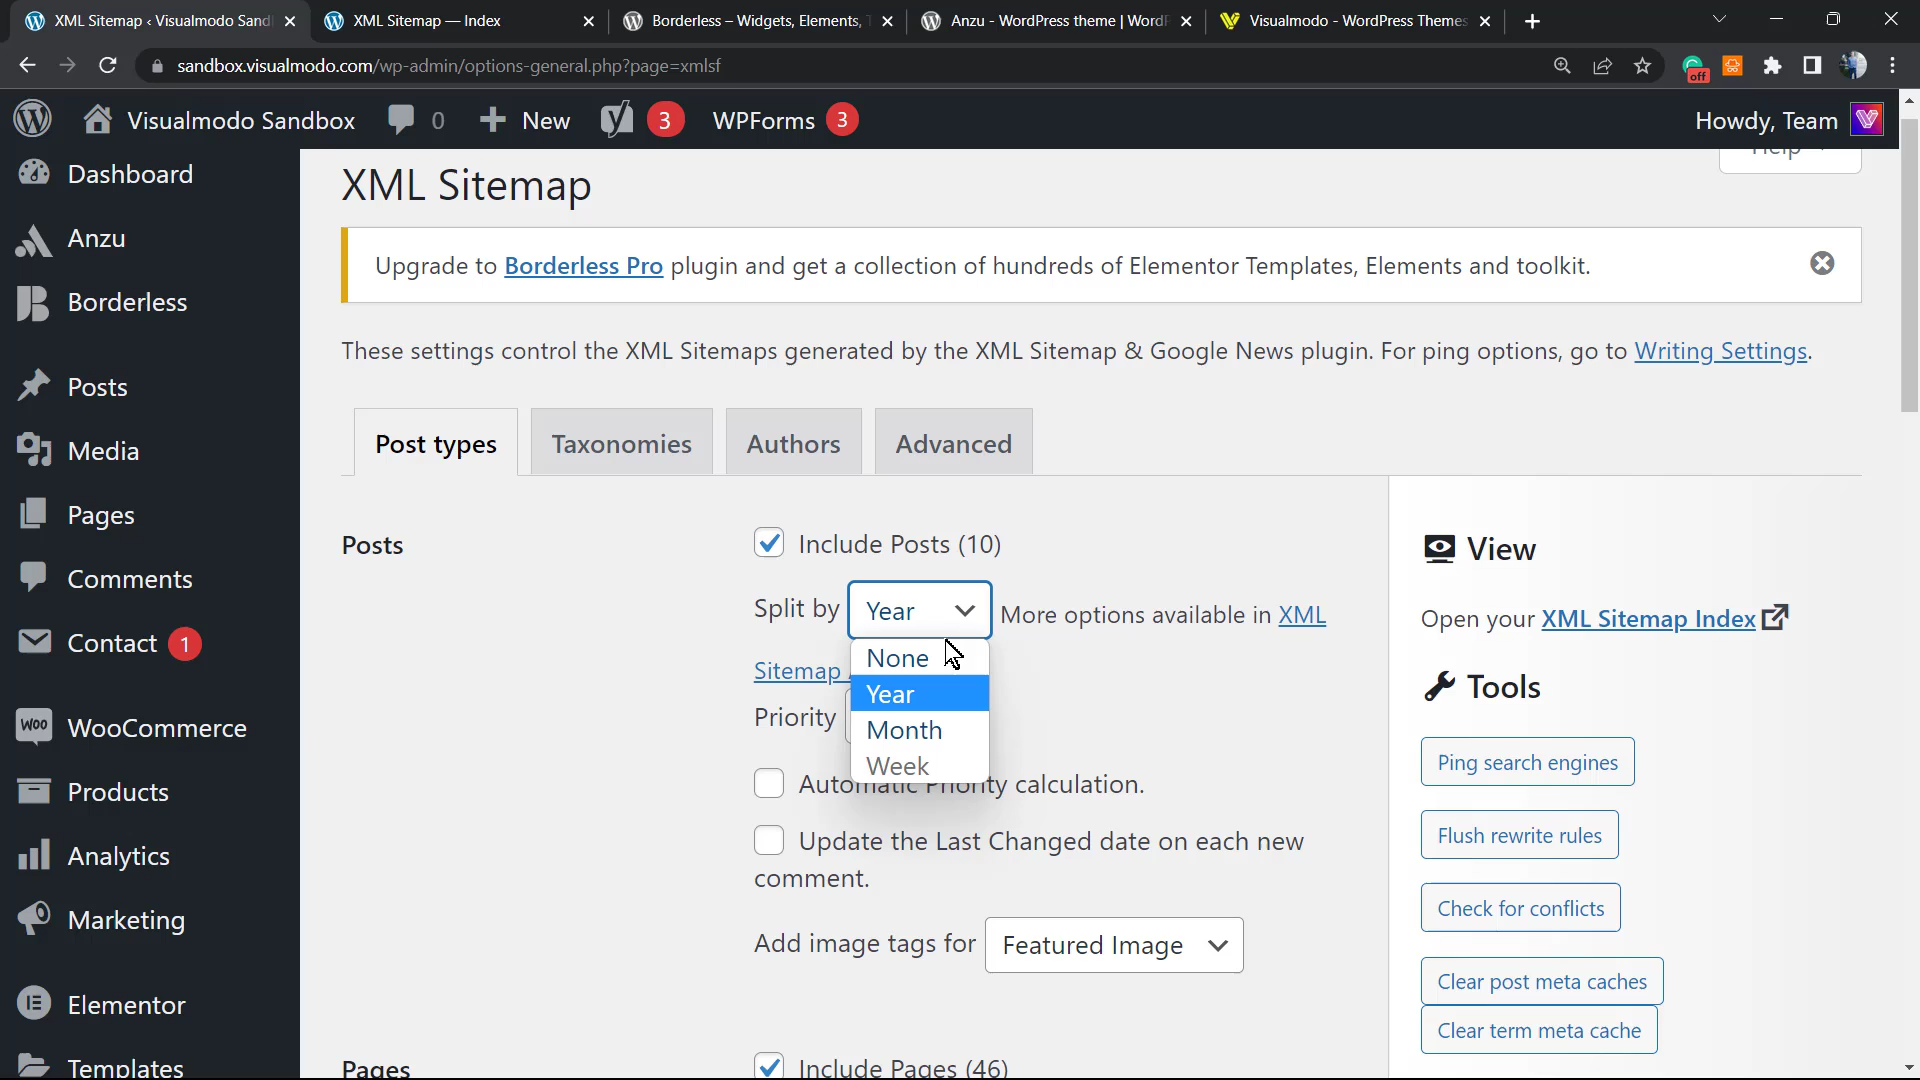 XML Sitemap ‹ Visualmodo Sand
XML Sitemap — Index
Borderless – Widgets, Elements, T
Anzu - WordPress theme | WordP
Visualmodo - WordPress Themes
sandbox.visualmodo.com/wp-admin/options-general.php?page=xmlsf
off
Visualmodo Sandbox
0
New
3
WPForms
3
Howdy, Team
Dashboard
Anzu
Borderless
Posts
Media
Pages
Comments
Contact
1
WooCommerce
Products
Analytics
Marketing
Elementor
Templates
Help
XML Sitemap
Upgrade to Borderless Pro plugin and get a collection of hundreds of Elementor Templates, Elements and toolkit.
These settings control the XML Sitemaps generated by the XML Sitemap & Google News plugin. For ping options, go to Writing Settings.
Post types
Taxonomies
Authors
Advanced
Posts
Include Posts (10)
Split by
Year
More options available in XML
Sitemap
None
Year
Month
Week
Priority
Automatic Priority calculation.
Update the Last Changed date on each new
comment.
Add image tags for
Featured Image
Pages
Include Pages (46)
View
Open your XML Sitemap Index
Tools
Ping search engines
Flush rewrite rules
Check for conflicts
Clear post meta caches
Clear term meta cache